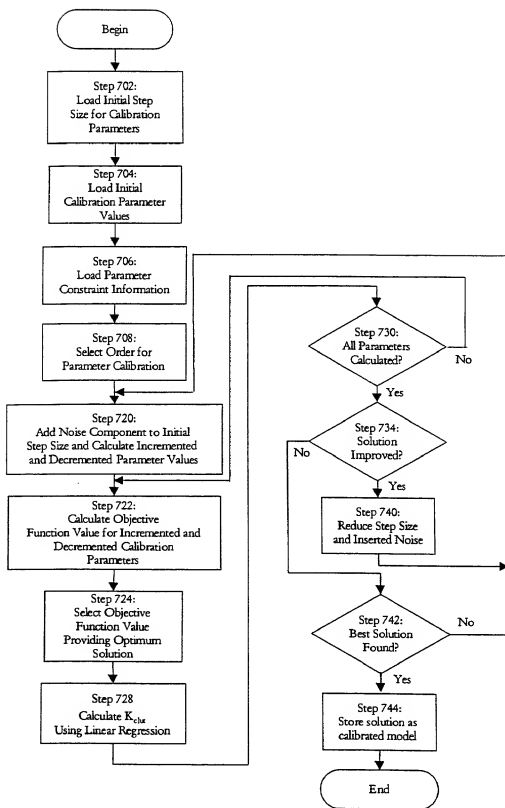 Begin
Step 702:
Load Initial Step
Size for Calibration
Parameters
Step 704:
Load Initial
Calibration Parameter
Values
Step 706:
Load Parameter
Constraint Information
Step 708:
Select Order for
Parameter Calibration
Step 720:
Add Noise Component to Initial
Step Size and Calculate Incremented
and Decremented Parameter Values
Step 722:
Calculate Objective
Function Value for Incremented and
Decremented Calibration
Parameters
Step 724:
Select Objective
Function Value
Providing Optimum
Solution
Step 728
Calculate K
Using Linear Regression
Step 730:
All Parameters
Calculated?
No
Yes
Step 734:
Solution
Improved?
No
Yes
Step 740:
Reduce Step Size
and Inserted Noise
Step 742:
Best Solution
Found?
No
Yes
Step 744:
Store solution as
calibrated model
End